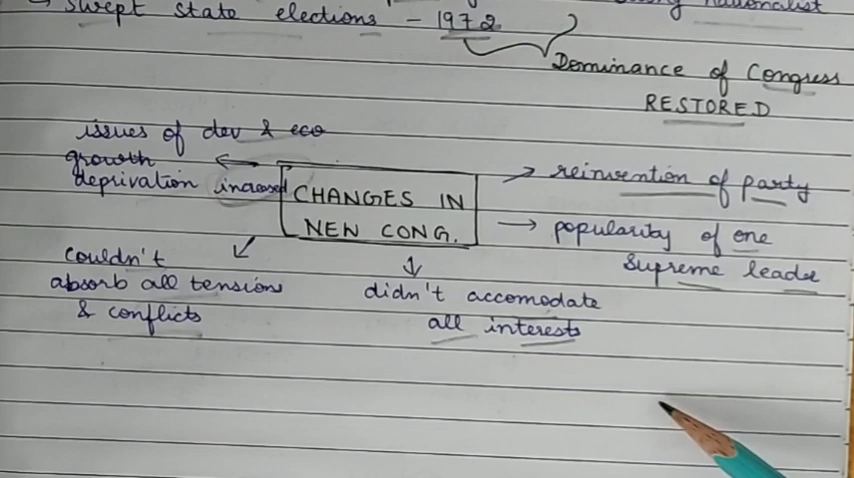 → swept state elections - 1972
nationalist
Dominance of Congress
RESTORED
issues of dev & eco
growth
deprivation increased
CHANGES IN
NEW CONG.
→ reinvention of party
→ popularity of one
supreme leader
couldn't
absorb all tensions
& conflicts
didn't accomodate
all interests